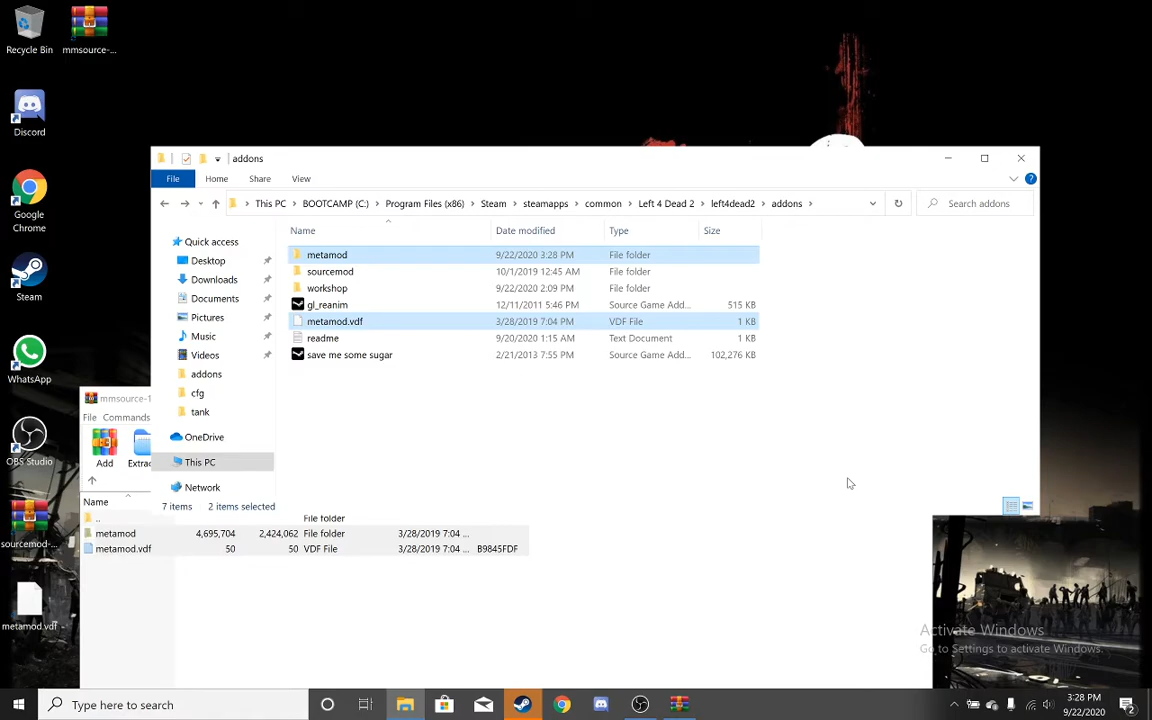 Recycle Bin
mmsource-...
Discord
Google
Chrome
Steam
WhatsApp
OBS Studio
sourcemod-...
metamod.vdf
addons
File
Home
Share
View
This PC
BOOTCAMP (C:)
Program Files (x86)
Steam
steamapps
common
Left 4 Dead 2
left4dead2
addons
Search addons
Name
Date modified
Type
Size
Quick access
Desktop
Downloads
Documents
Pictures
Music
Videos
addons
cfg
tank
OneDrive
This PC
Network
metamod 9/22/2020 3:28 PM File folder
sourcemod 10/1/2019 12:45 AM File folder
workshop 9/22/2020 2:09 PM File folder
gl_reanim 12/11/2011 5:46 PM Source Game Add... 515 KB
metamod.vdf 3/28/2019 7:04 PM VDF File 1 KB
readme 9/20/2020 1:15 AM Text Document 1 KB
save me some sugar 2/21/2013 7:55 PM Source Game Add... 102,276 KB
7 items 2 items selected
mmsource-1
File Commands
Add
Extrac
Name
.. File folder
metamod 4,695,704 2,424,062 File folder 3/28/2019 7:04 ...
metamod.vdf 50 50 VDF File 3/28/2019 7:04 ... B9845FDF
Activate Windows
Go to Settings to activate Windows.
Type here to search
3:28 PM
9/22/2020
2